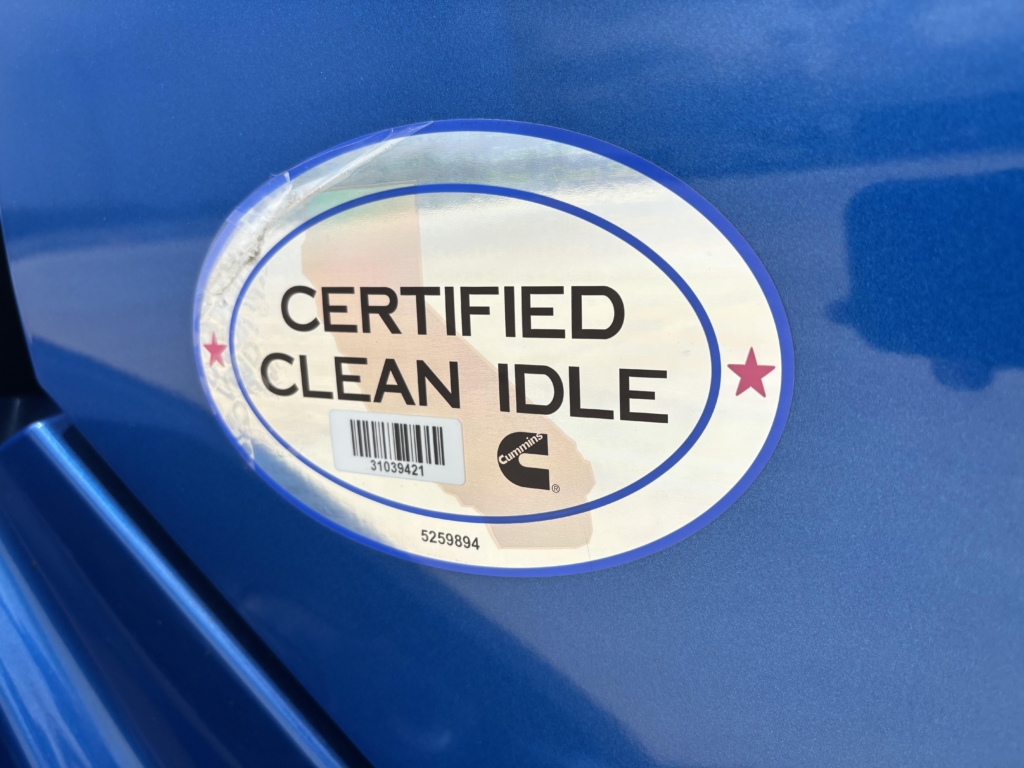 CERTIFIED
CLEAN IDLE
31039421
Cummins
®
5259894